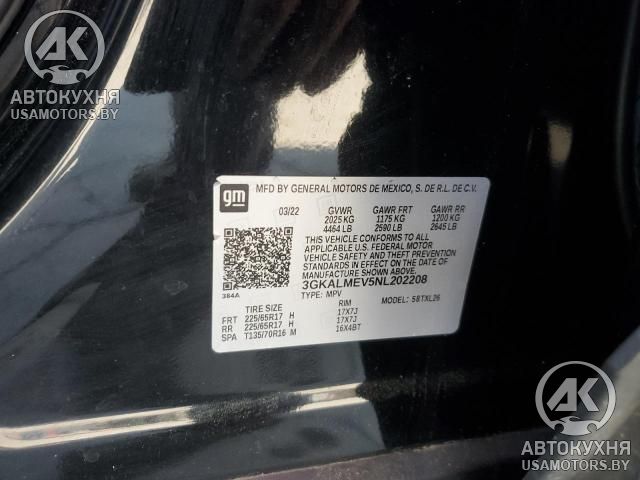 AK
АВТОКУХНЯ
USAMOTORS.BY
gm
MFD BY GENERAL MOTORS DE MEXICO, S. DE R.L. DE C.V.
03/22 GVWR GAWR FRT GAWR RR
2025 KG 1175 KG 1200 KG
4464 LB 2590 LB 2645 LB
THIS VEHICLE CONFORMS TO ALL
APPLICABLE U.S. FEDERAL MOTOR
VEHICLE SAFETY AND THEFT PREVENTION
STANDARDS IN EFFECT ON THE DATE OF
MANUFACTURE SHOWN ABOVE.
3GKALMEV5NL202208
384A
TYPE: MPV MODEL: 58TXL26
TIRE SIZE RIM
FRT 225/65R17 H 17X7J
RR 225/65R17 H 17X7J
SPA T135/70R16 M 16X4BT
AK
АВТОКУХНЯ
USAMOTORS.BY